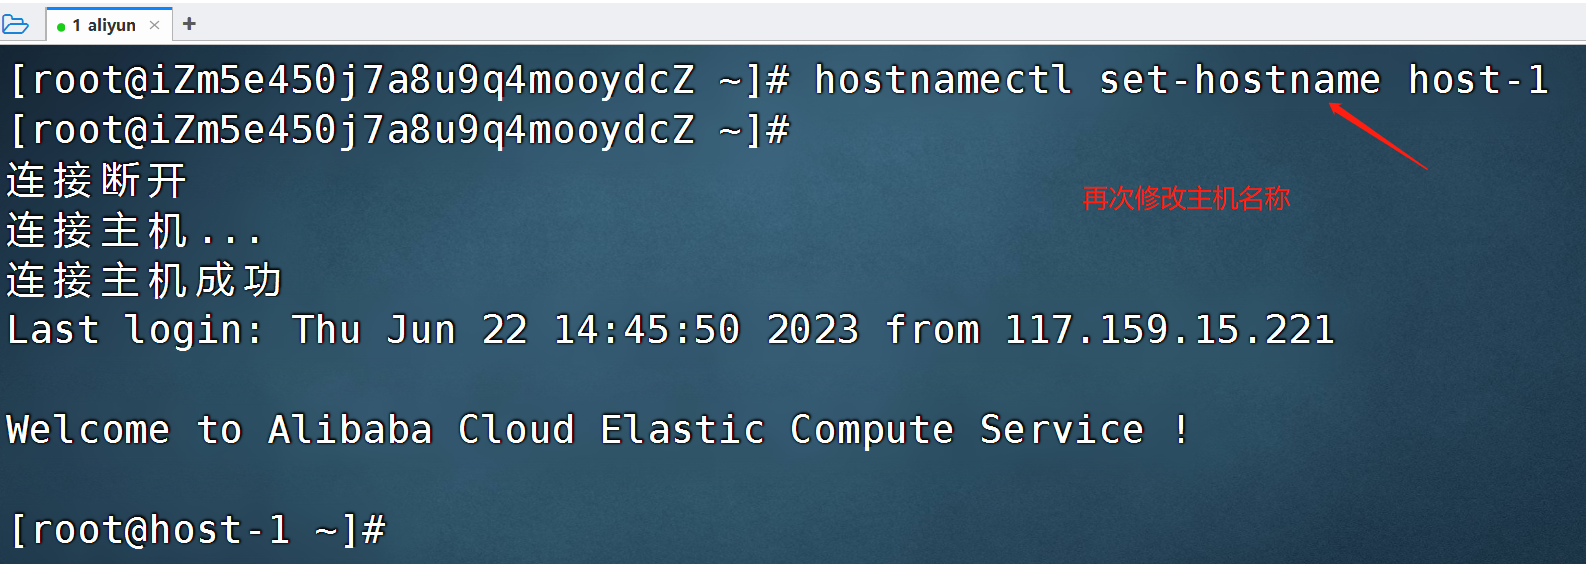 1 aliyun × +
[root@iZm5e450j7a8u9q4mooydcZ ~]# hostnamectl set-hostname host-1
[root@iZm5e450j7a8u9q4mooydcZ ~]#
连接断开
再次修改主机名称
连接主机...
连接主机成功
Last login: Thu Jun 22 14:45:50 2023 from 117.159.15.221
Welcome to Alibaba Cloud Elastic Compute Service !
[root@host-1 ~]#